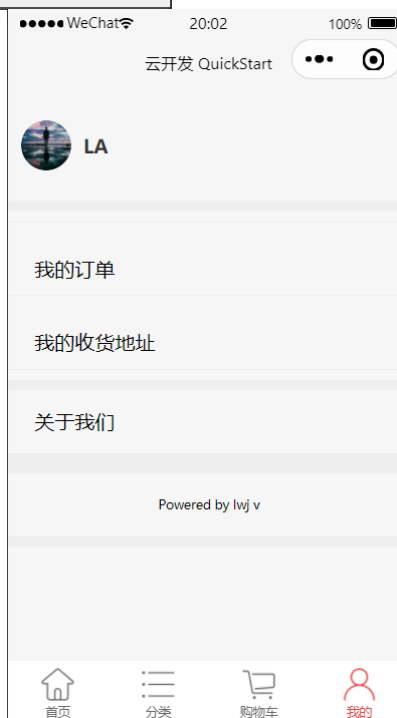 WeChat 20:02 100%
云开发 QuickStart
LA
我的订单
我的收货地址
关于我们
Powered by lwj v
首页 分类 购物车 我的